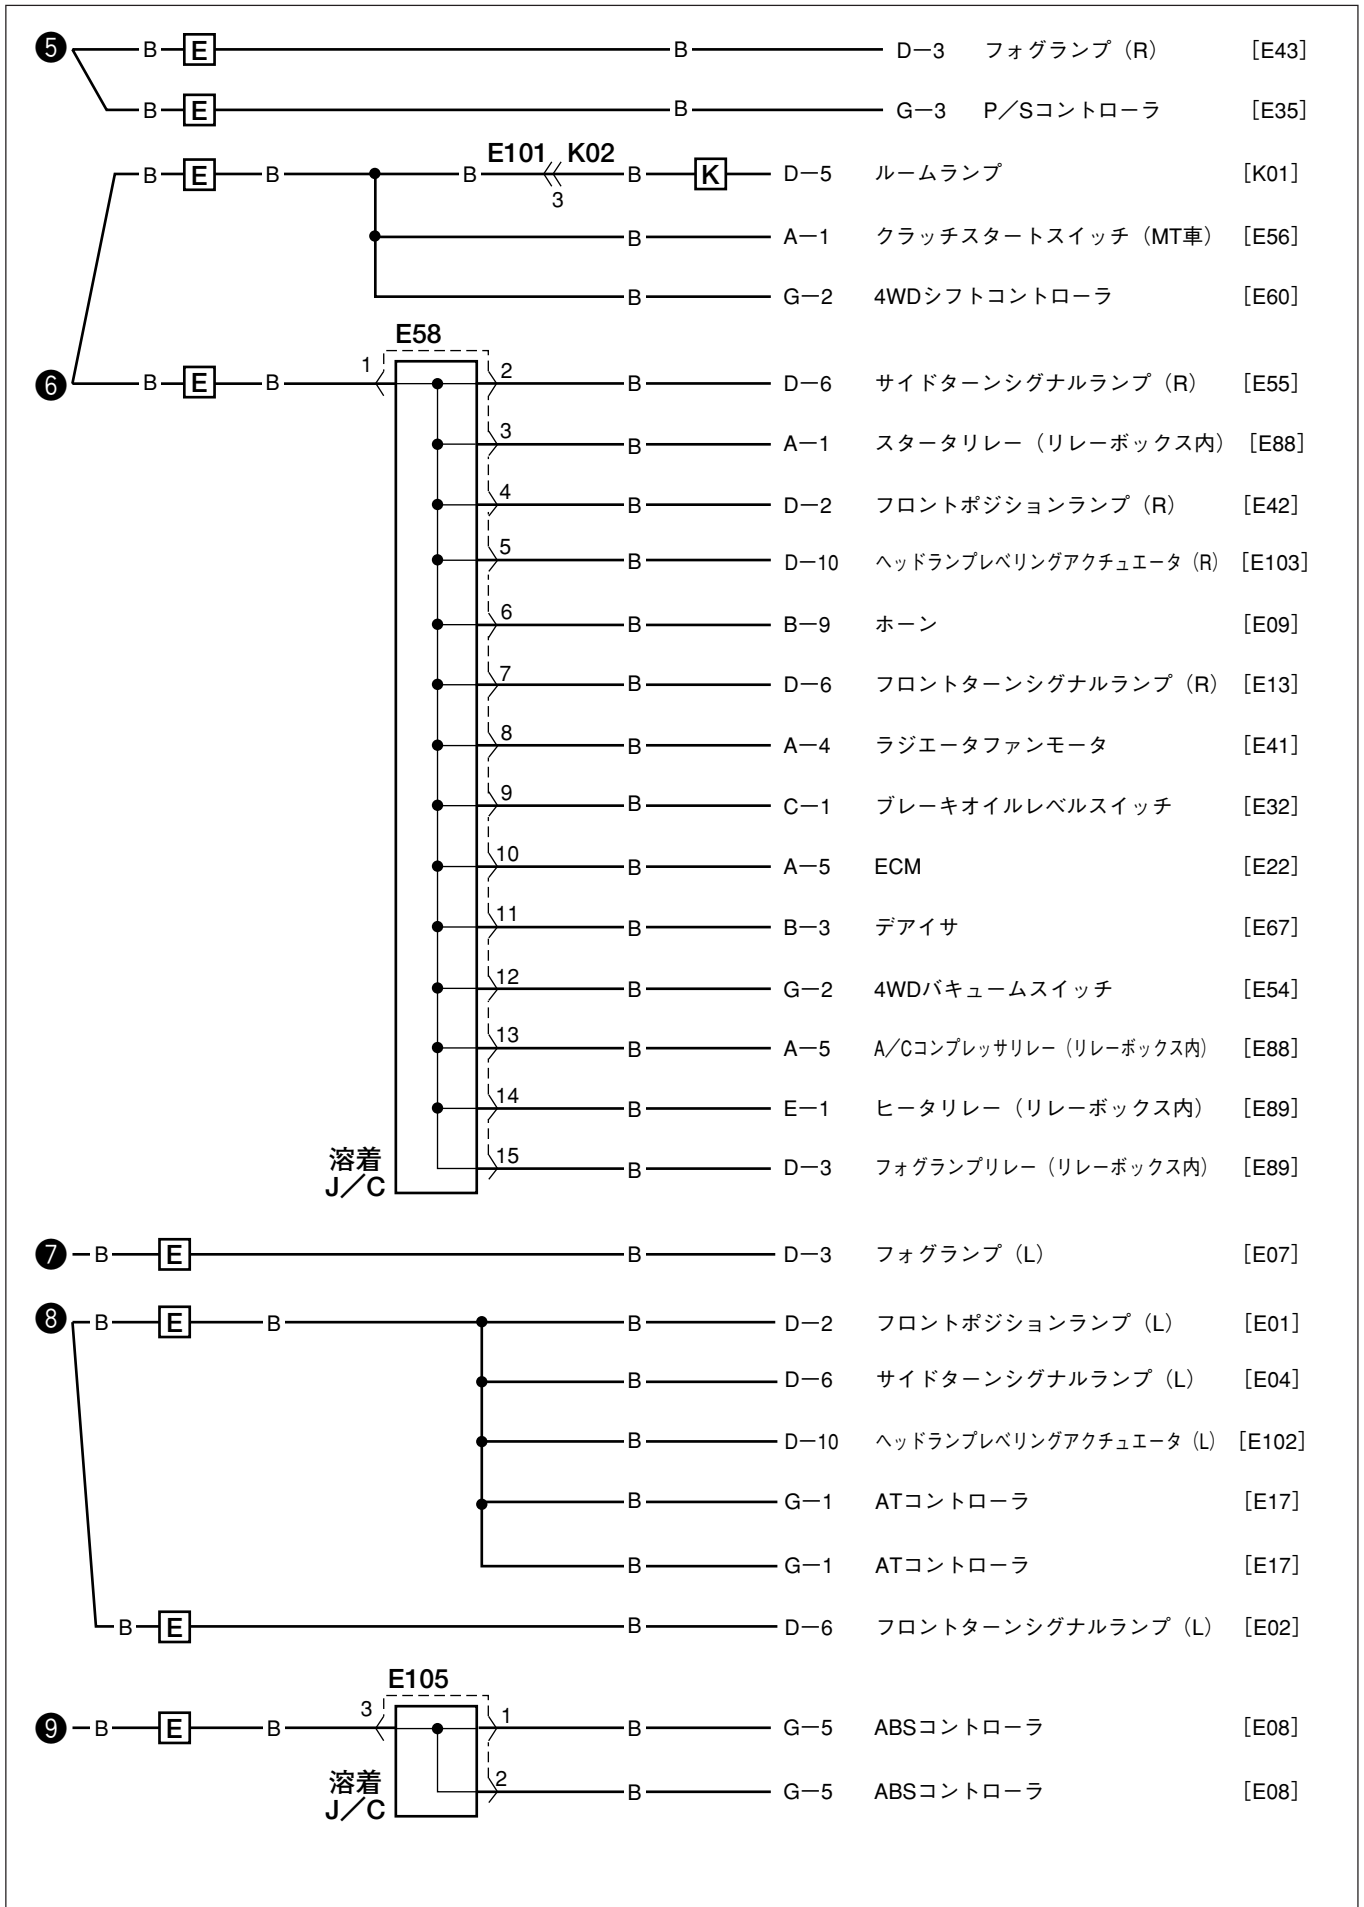 5 B E B D—3 フォグランプ（R） [E43]
B E B G—3 P／Sコントローラ [E35]
E101 K02
B E B B B K D—5 ルームランプ [K01]
3
B A—1 クラッチスタートスイッチ（MT車） [E56]
B G—2 4WDシフトコントローラ [E60]
E58
6 B E B 1 2 B D—6 サイドターンシグナルランプ（R） [E55]
3 B A—1 スタータリレー（リレーボックス内） [E88]
4 B D—2 フロントポジションランプ（R） [E42]
5 B D—10 ヘッドランプレベリングアクチュエータ（R） [E103]
6 B B—9 ホーン [E09]
7 B D—6 フロントターンシグナルランプ（R） [E13]
8 B A—4 ラジエータファンモータ [E41]
9 B C—1 ブレーキオイルレベルスイッチ [E32]
10 B A—5 ECM [E22]
11 B B—3 デアイサ [E67]
12 B G—2 4WDバキュームスイッチ [E54]
13 B A—5 A／Cコンプレッサリレー（リレーボックス内） [E88]
14 B E—1 ヒータリレー（リレーボックス内） [E89]
15 B D—3 フォグランプリレー（リレーボックス内） [E89]
溶着
J／C
7 B E B D—3 フォグランプ（L） [E07]
8 B E B B D—2 フロントポジションランプ（L） [E01]
B D—6 サイドターンシグナルランプ（L） [E04]
B D—10 ヘッドランプレベリングアクチュエータ（L） [E102]
B G—1 ATコントローラ [E17]
B G—1 ATコントローラ [E17]
B E B D—6 フロントターンシグナルランプ（L） [E02]
E105
9 B E B 3 1 B G—5 ABSコントローラ [E08]
2 B G—5 ABSコントローラ [E08]
溶着
J／C